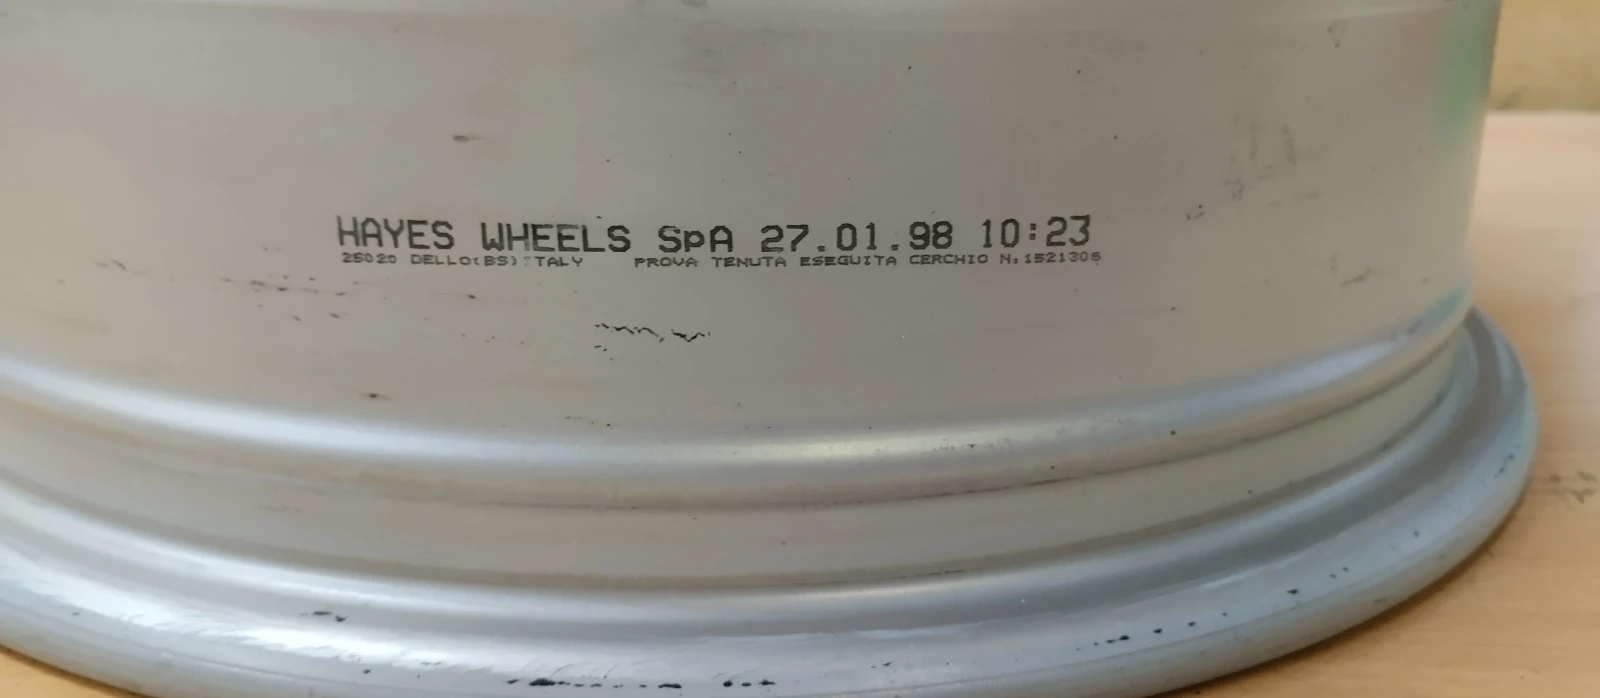 HAYES WHEELS SpA 27.01.98 10:23
25020 DELLO(BS) ITALY PROVA TENUTA ESEGUITA CERCHIO N.1521306